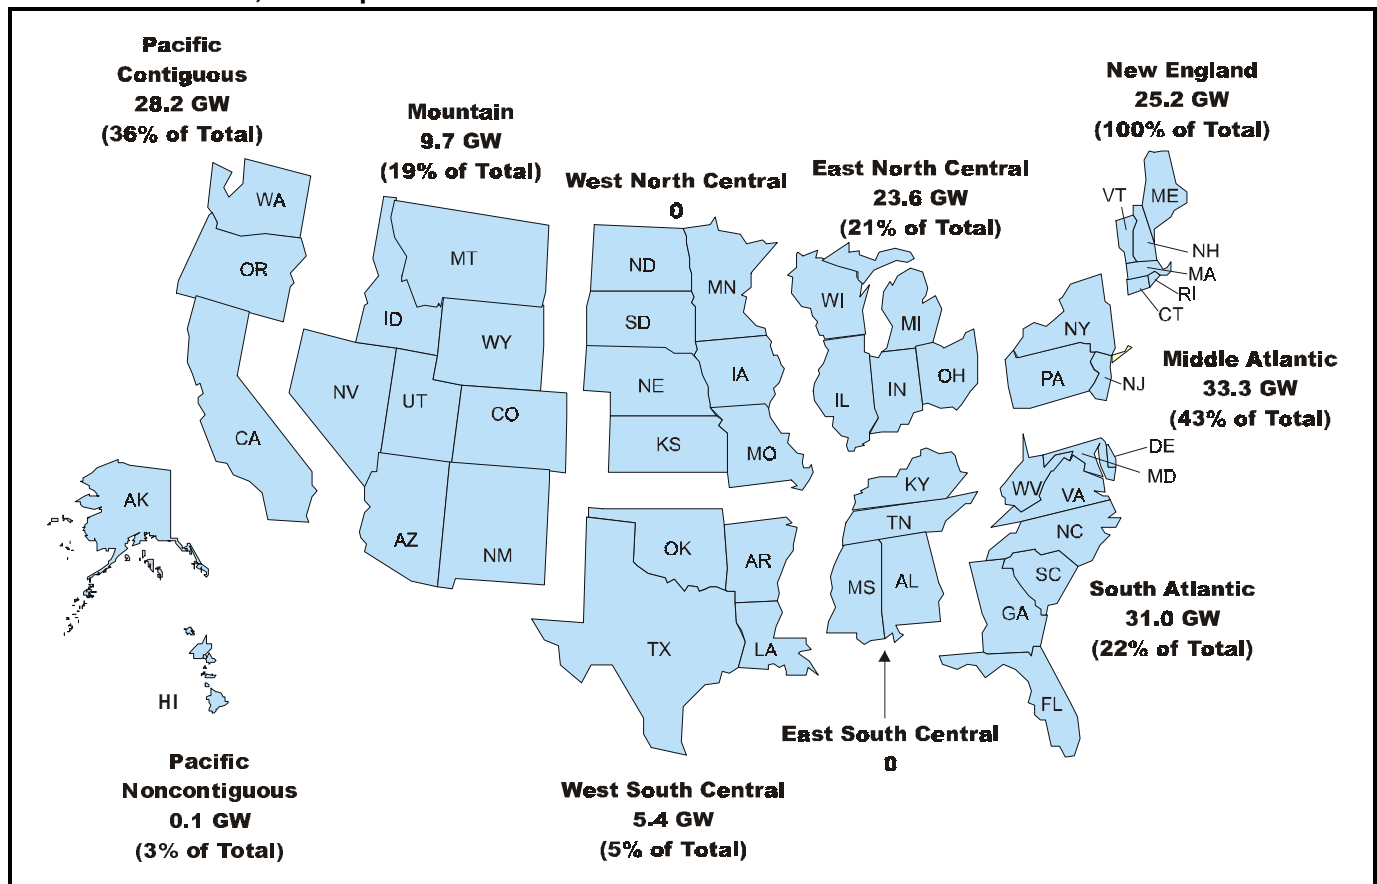 Pacific
Contiguous
28.2 GW
(36% of Total)
Mountain
9.7 GW
(19% of Total)
West North Central
0
East North Central
23.6 GW
(21% of Total)
New England
25.2 GW
(100% of Total)
WA
OR
CA
MT
ID
WY
NV
UT
CO
AZ
NM
ND
SD
NE
KS
MN
IA
MO
WI
MI
IL
IN
OH
VT
ME
NH
MA
RI
CT
NY
PA
NJ
Middle Atlantic
33.3 GW
(43% of Total)
DE
MD
WV
VA
NC
SC
GA
FL
South Atlantic
31.0 GW
(22% of Total)
KY
TN
MS
AL
East South Central
0
OK
AR
TX
LA
West South Central
5.4 GW
(5% of Total)
AK
HI
Pacific
Noncontiguous
0.1 GW
(3% of Total)